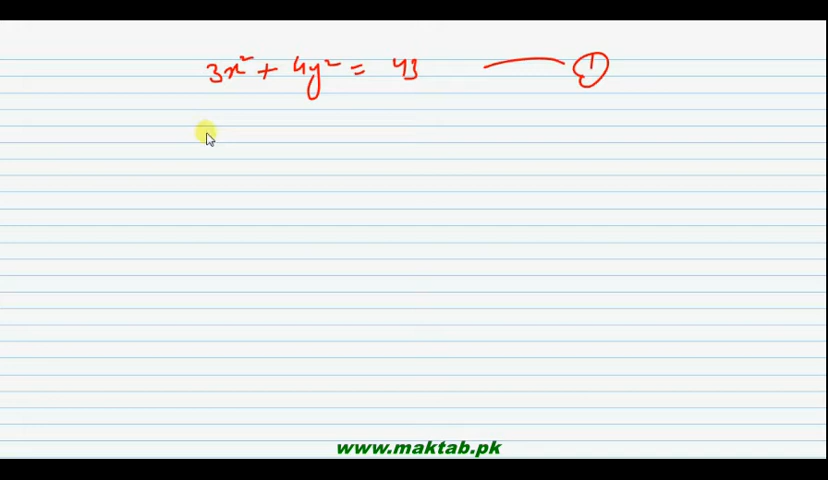 3x² + 4y² = 43 —— ①
www.maktab.pk